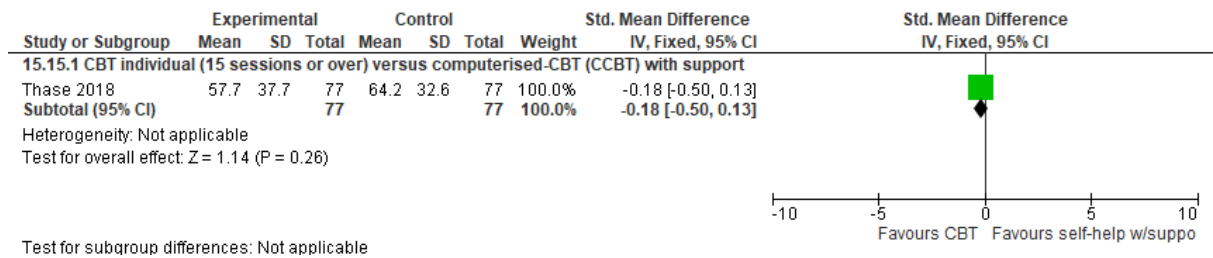 Experimental Control Std. Mean Difference Std. Mean Difference
Study or Subgroup Mean SD Total Mean SD Total Weight IV, Fixed, 95% CI IV, Fixed, 95% CI
15.15.1 CBT individual (15 sessions or over) versus computerised-CBT (CCBT) with support
Thase 2018 57.7 37.7 77 64.2 32.6 77 100.0% -0.18 [-0.50, 0.13]
Subtotal (95% CI) 77 77 100.0% -0.18 [-0.50, 0.13]
Heterogeneity: Not applicable
Test for overall effect: Z = 1.14 (P = 0.26)
-10 -5 0 5 10
Favours CBT Favours self-help w/suppo
Test for subgroup differences: Not applicable